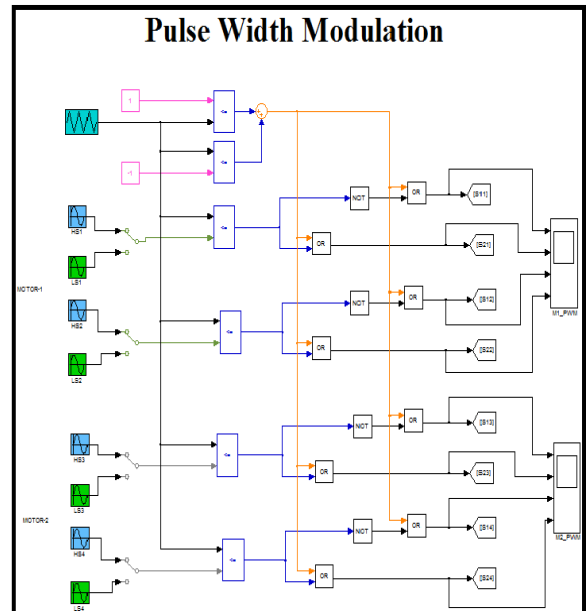 Pulse Width Modulation
1
<=
-1
<=
HS1
<=
NOT
OR
[S11]
OR
[S21]
LS1
MOTOR-1
HS2
<=
NOT
OR
[S12]
M1_PWM
OR
[S22]
LS2
HS3
<=
NOT
OR
[S13]
OR
[S23]
LS3
MOTOR-2
HS4
<=
NOT
OR
[S14]
M2_PWM
OR
[S24]
LS4